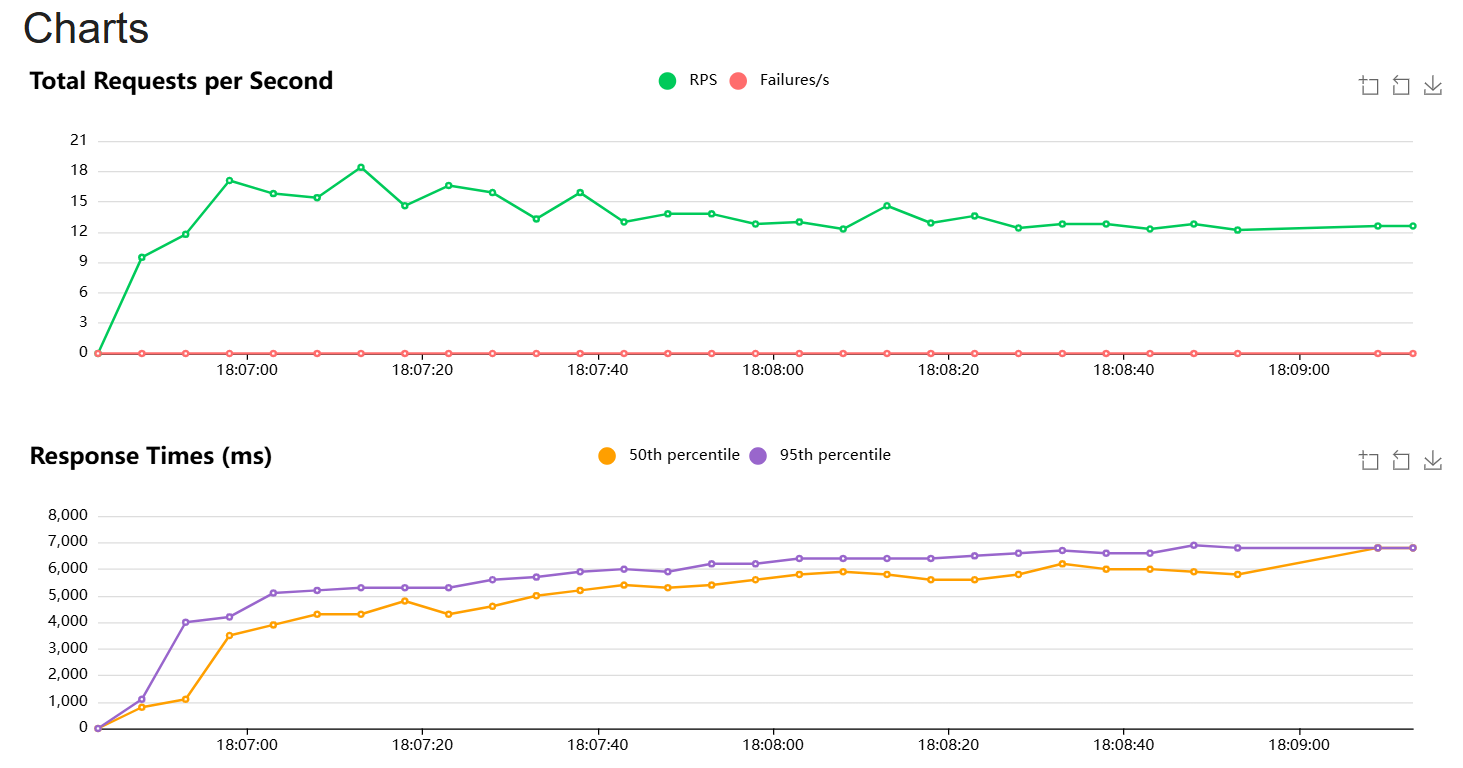 Charts
Total Requests per Second
RPS Failures/s
21
18
15
12
9
6
3
0
18:07:00 18:07:20 18:07:40 18:08:00 18:08:20 18:08:40 18:09:00
Response Times (ms)
50th percentile 95th percentile
8,000
7,000
6,000
5,000
4,000
3,000
2,000
1,000
0
18:07:00 18:07:20 18:07:40 18:08:00 18:08:20 18:08:40 18:09:00